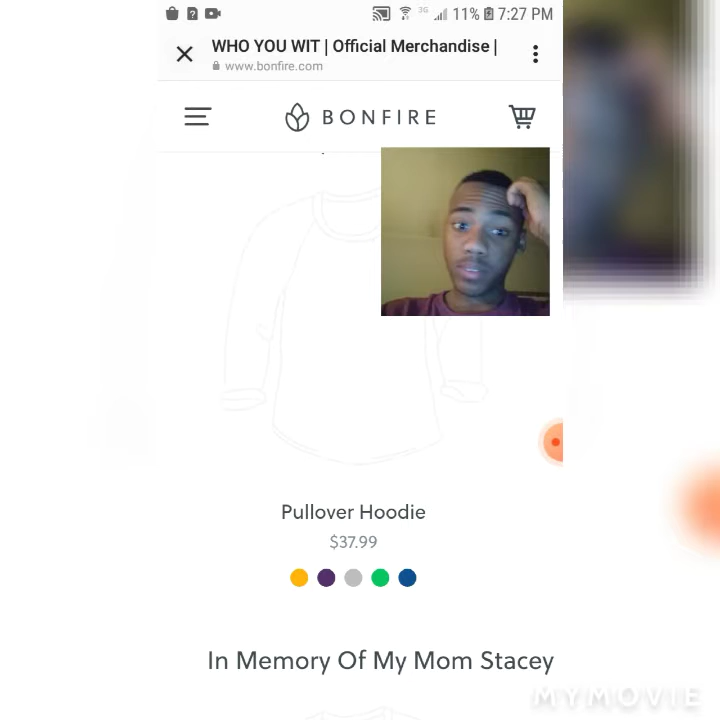 3G 11% 7:27 PM
WHO YOU WIT | Official Merchandise |
www.bonfire.com
BONFIRE
Pullover Hoodie
$37.99
In Memory Of My Mom Stacey
MYMOVIE